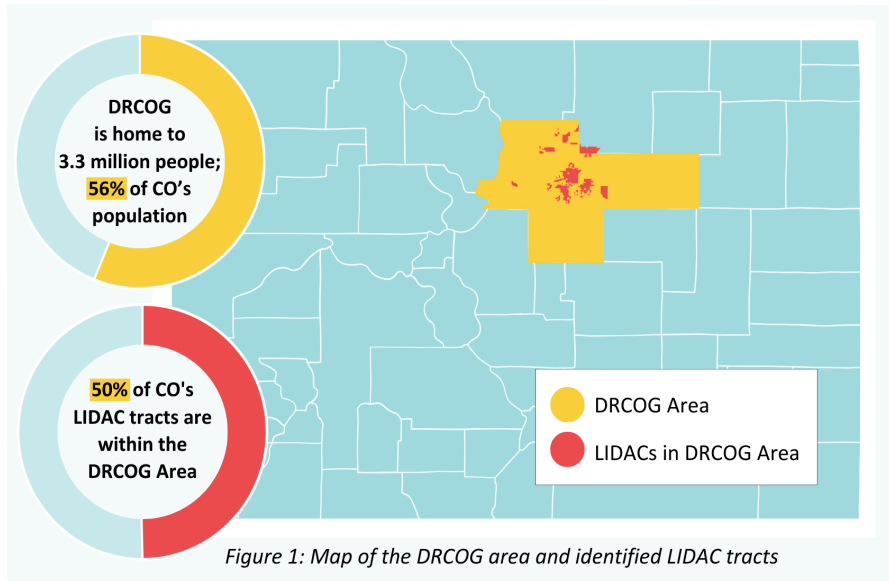 DRCOG
is home to
3.3 million people;
56% of CO’s
population
50% of CO's
LIDAC tracts are
within the
DRCOG Area
DRCOG Area
LIDACs in DRCOG Area
Figure 1: Map of the DRCOG area and identified LIDAC tracts